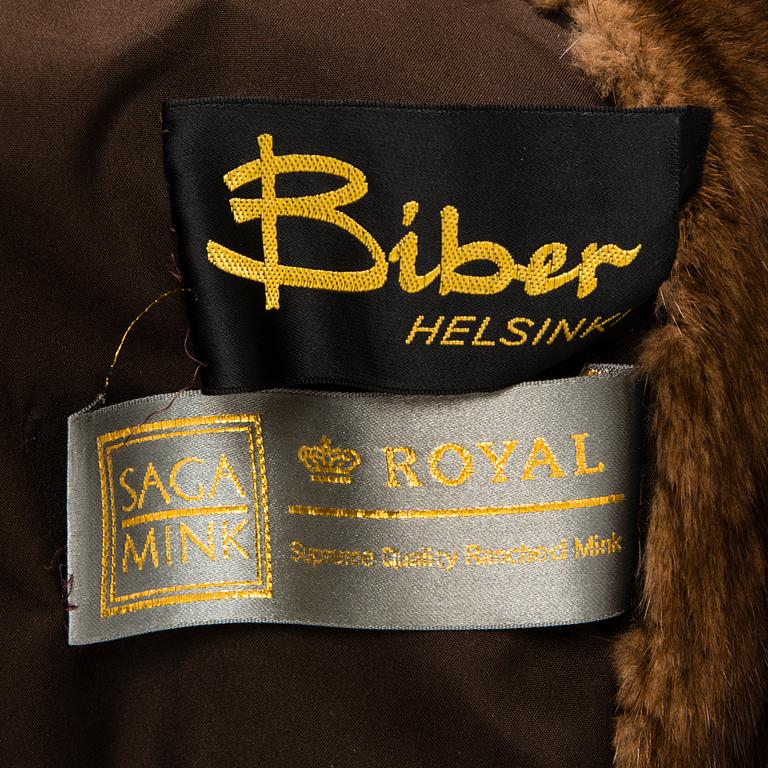 Biber
HELSINKI
SAGA
MINK
ROYAL
Supreme Quality Ranched Mink